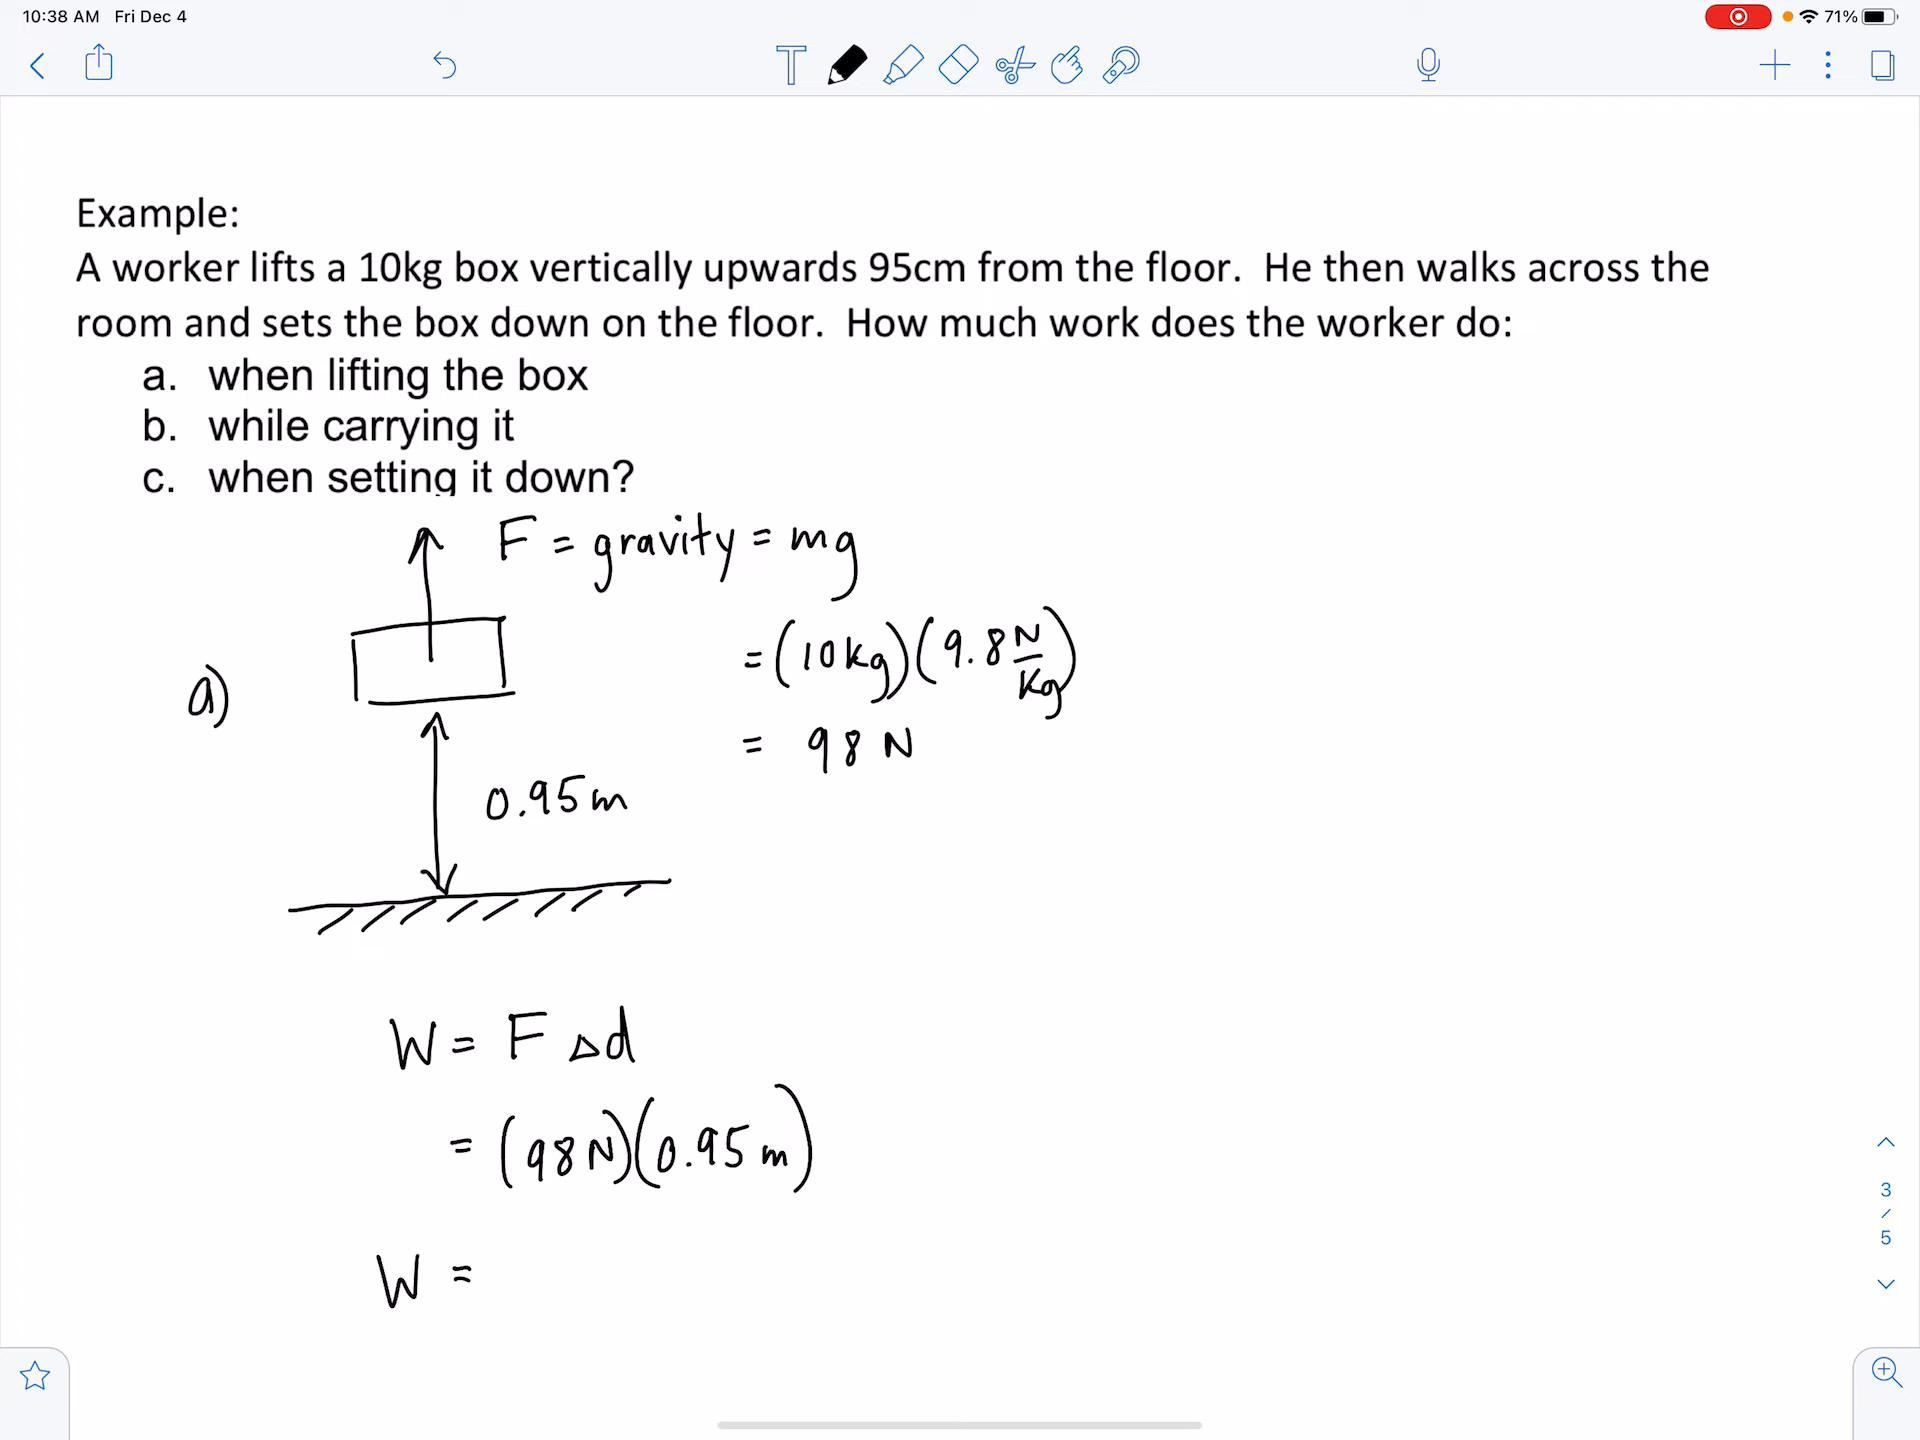 10:38 AM Fri Dec 4
71%
T
Example:
A worker lifts a 10kg box vertically upwards 95cm from the floor. He then walks across the
room and sets the box down on the floor. How much work does the worker do:
a. when lifting the box
b. while carrying it
c. when setting it down?
F = gravity = mg
= (10kg)(9.8 N/kg)
a)
= 98 N
0.95m
W = F Δd
= (98N)(0.95m)
3
/
5
W =